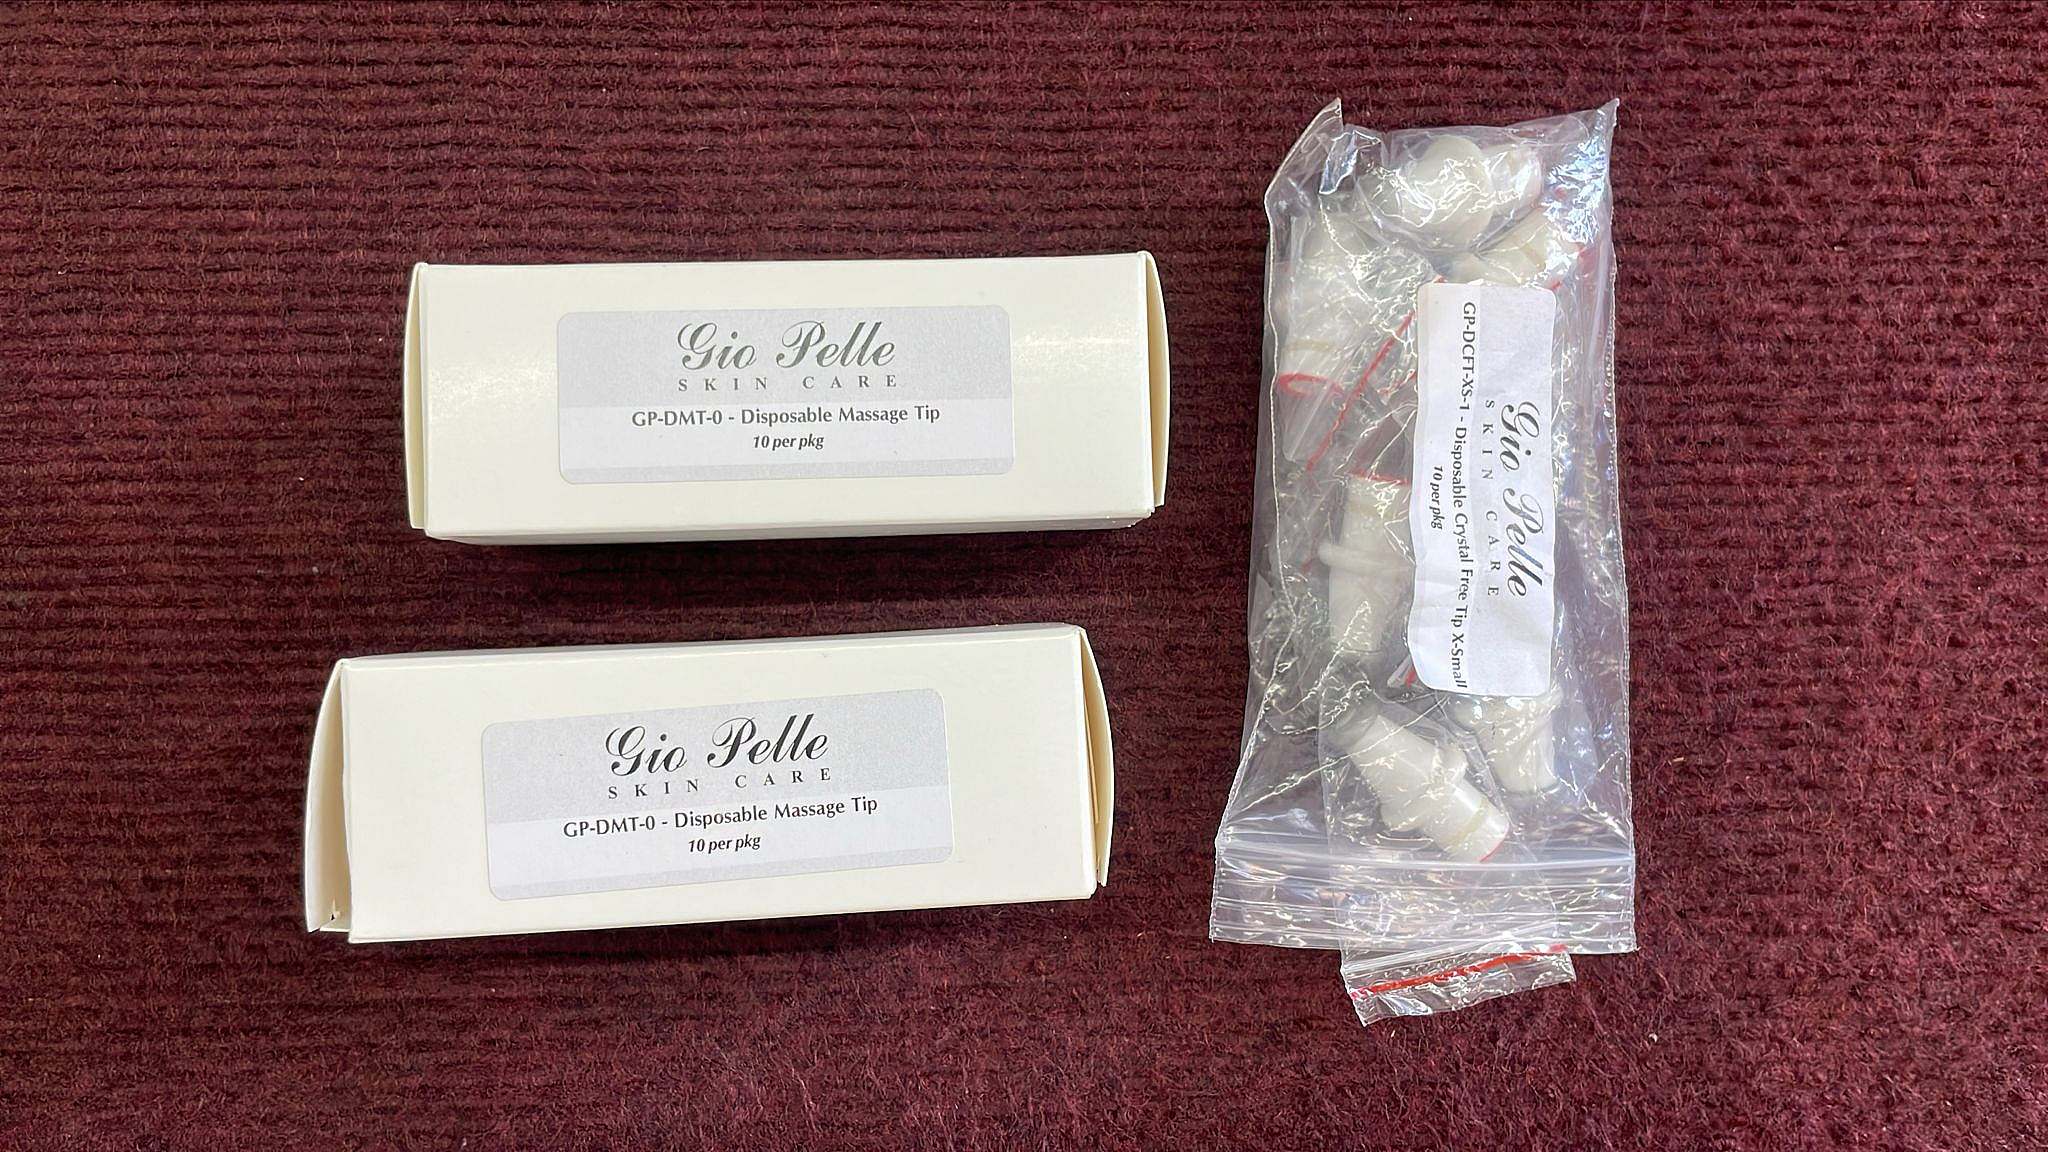 Gio Pelle
SKIN CARE
GP-DMT-0 - Disposable Massage Tip
10 per pkg
Gio Pelle
SKIN CARE
GP-DMT-0 - Disposable Massage Tip
10 per pkg
Gio Pelle
SKIN CARE
GP-DCFT-XS-1 - Disposable Crystal Free Tip X-Small
10 per pkg